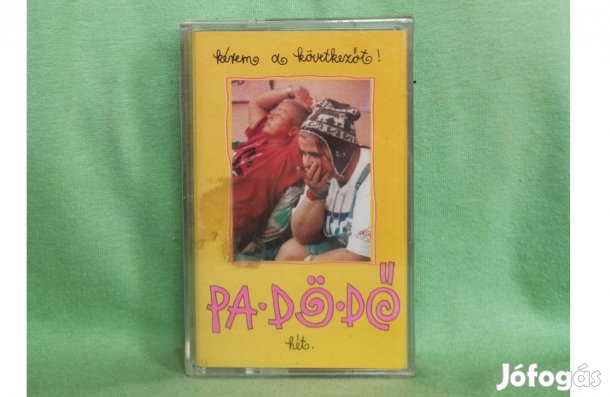 kérem a következőt!
PA·DÖ·DŐ
hét.
Jófogás